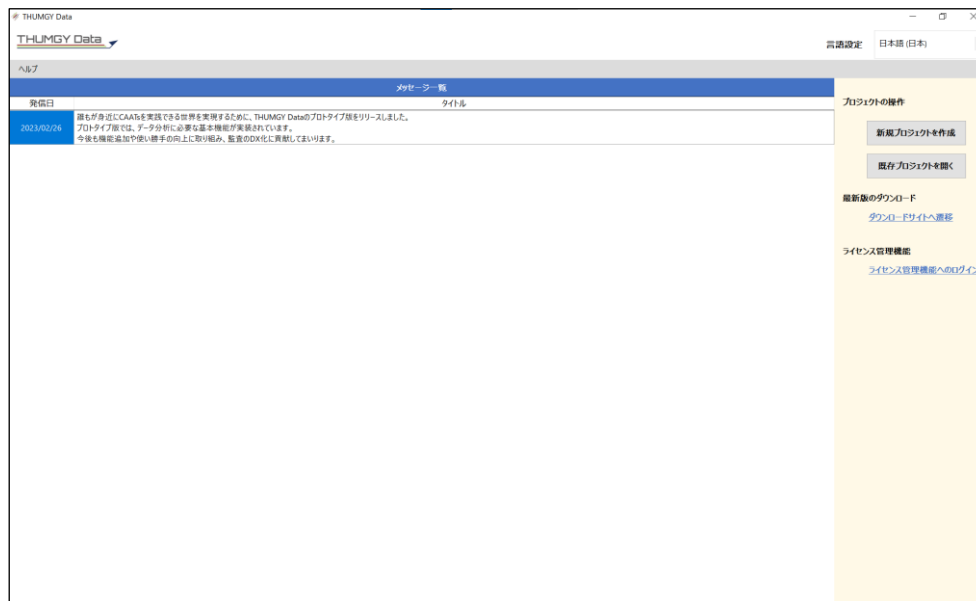 THUMGY Data
THUMGY Data
言語設定 日本語 (日本)
ヘルプ
メッセージ一覧
発信日 タイトル
2023/02/26
誰もが身近にCAATsを実践できる世界を実現するために、THUMGY Dataのプロトタイプ版をリリースしました。
プロトタイプ版では、データ分析に必要な基本機能が実装されています。
今後も機能追加や使い勝手の向上に取り組み、監査のDX化に貢献してまいります。
プロジェクトの操作
新規プロジェクトを作成
既存プロジェクトを開く
最新版のダウンロード
ダウンロードサイトへ遷移
ライセンス管理機能
ライセンス管理機能へのログイン